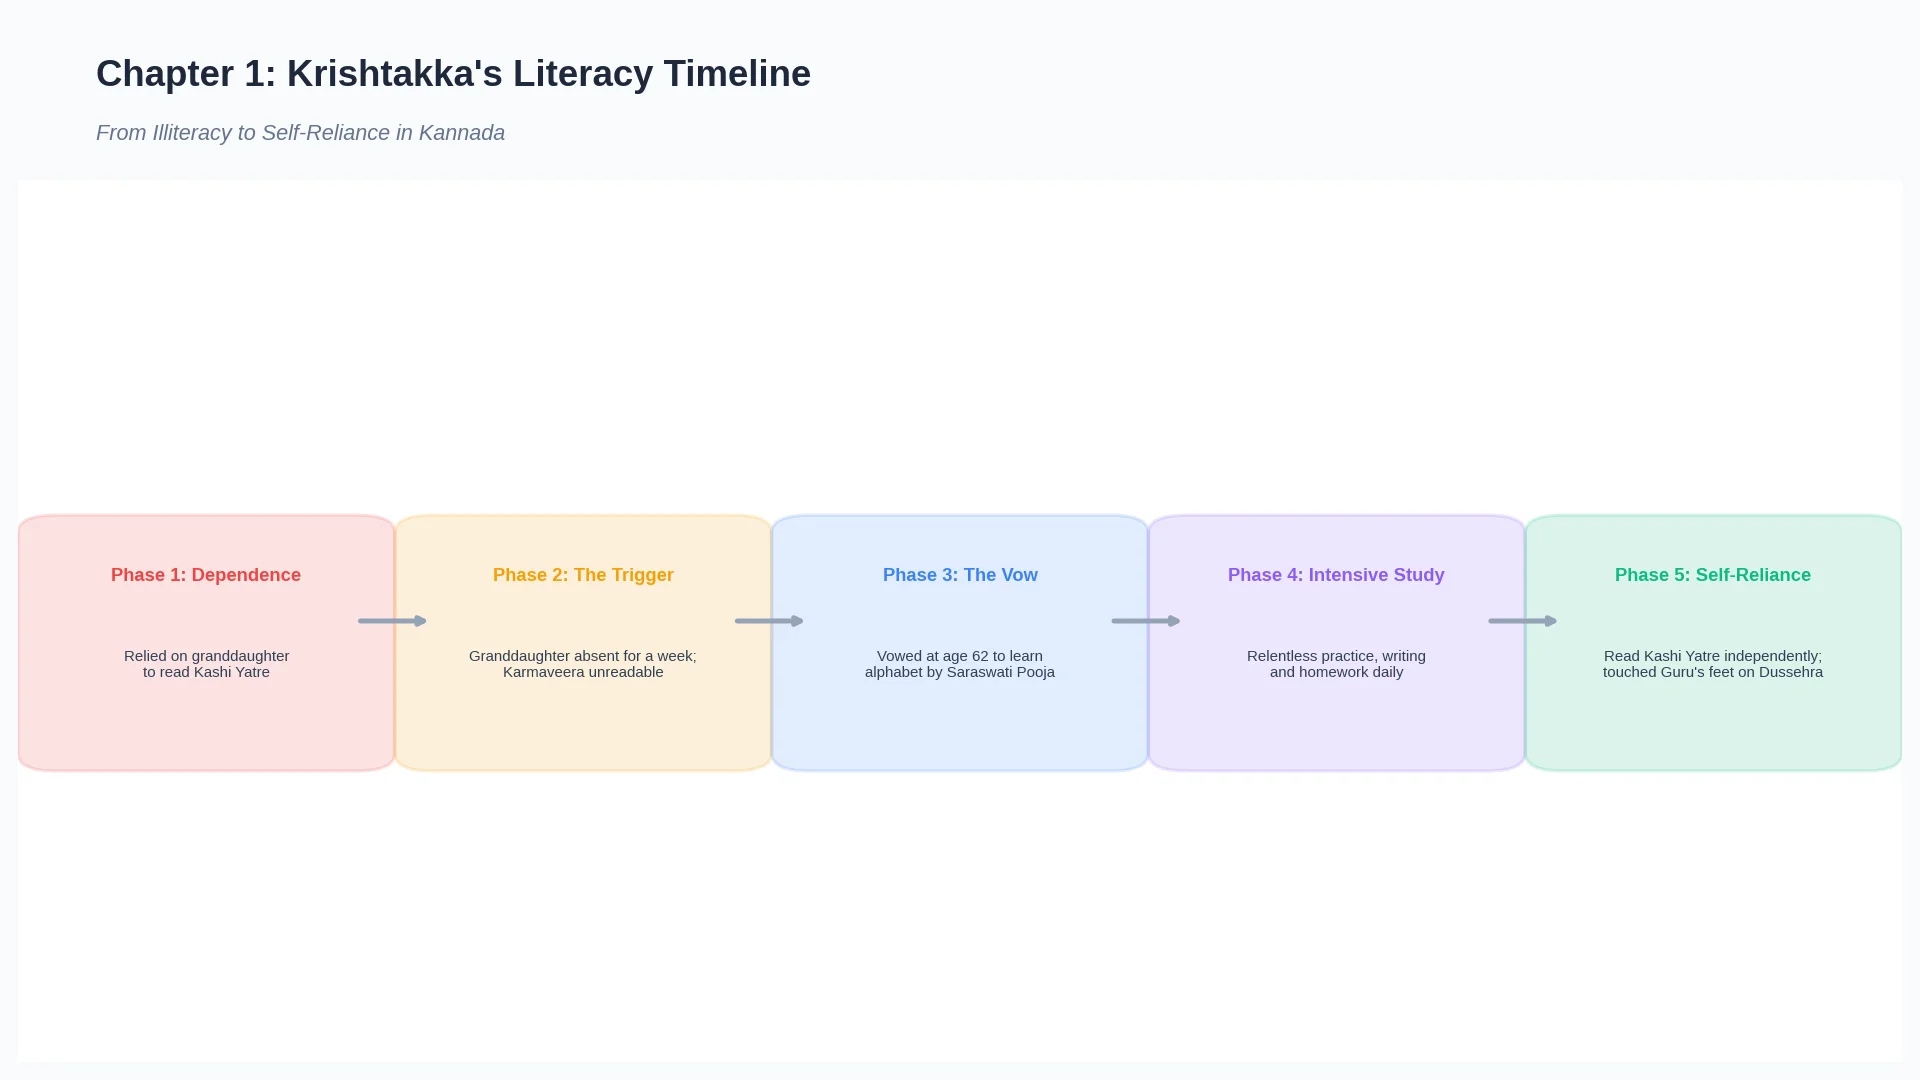 Chapter 1: Krishtakka's Literacy Timeline
From Illiteracy to Self-Reliance in Kannada
Phase 1: Dependence
Relied on granddaughter
to read Kashi Yatre
Phase 2: The Trigger
Granddaughter absent for a week;
Karmaveera unreadable
Phase 3: The Vow
Vowed at age 62 to learn
alphabet by Saraswati Pooja
Phase 4: Intensive Study
Relentless practice, writing
and homework daily
Phase 5: Self-Reliance
Read Kashi Yatre independently;
touched Guru's feet on Dussehra